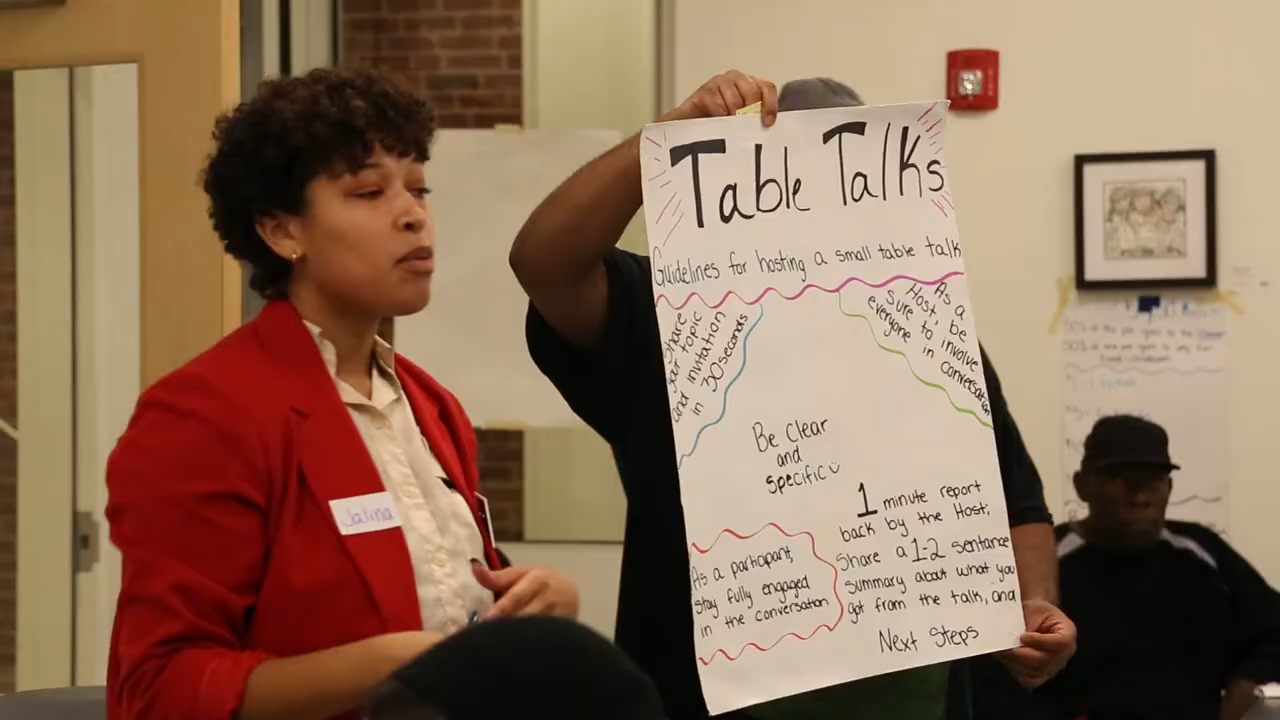 Table Talks
Guidelines for hosting a small table talk
Share
your topic
and invitation
in 30 seconds
As a
Host, be
sure to involve
everyone in conversation
Be Clear
and
specific
1 minute report
back by the Host;
Share a 1-2 sentance
summary about what you
got from the talk, and
Next Steps
As a participant,
stay fully engaged
in the conversation
Jalina